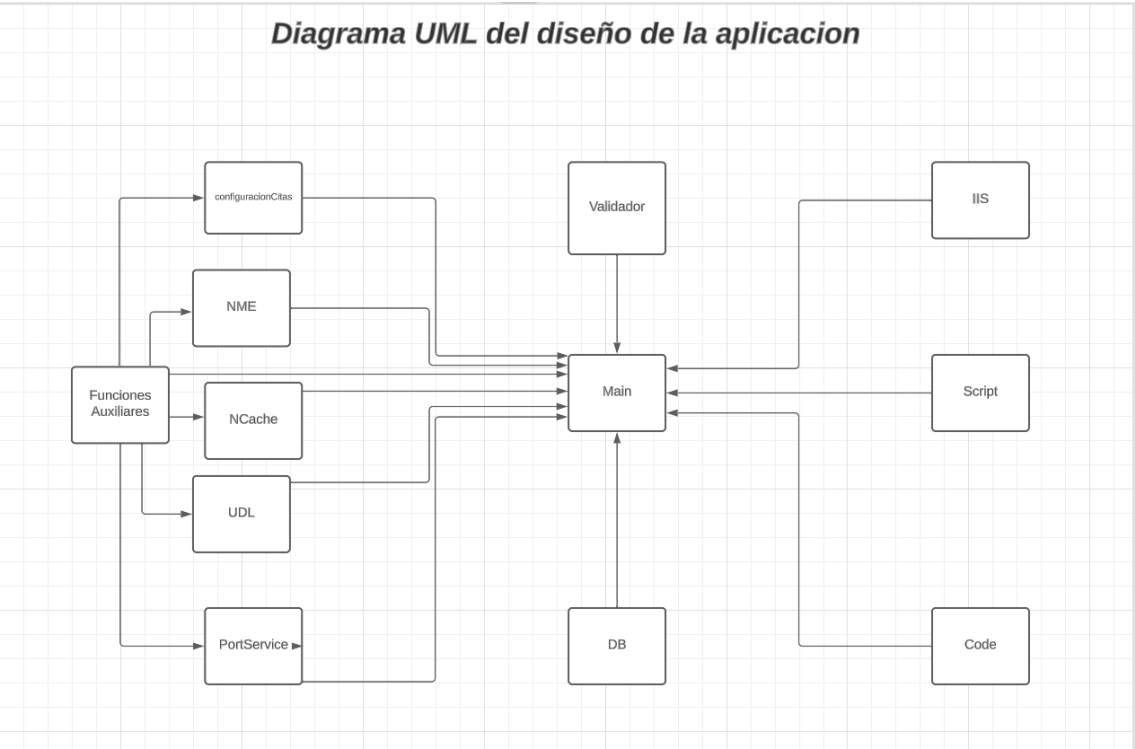 Diagrama UML del diseño de la aplicacion
configuracionCitas
Validador
IIS
NME
Funciones
Auxiliares
NCache
Main
Script
UDL
PortService
DB
Code